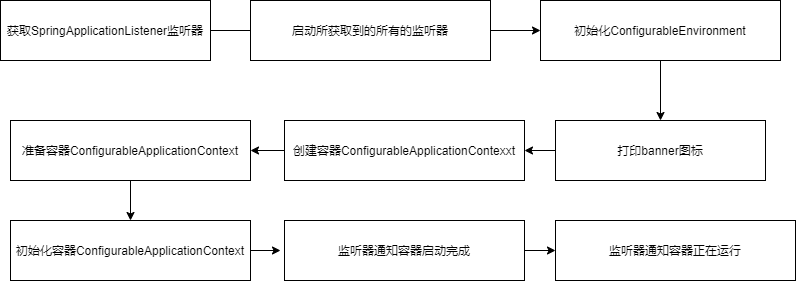 获取SpringApplicationListener监听器
启动所获取到的所有的监听器
初始化ConfigurableEnvironment
打印banner图标
创建容器ConfigurableApplicationContexxt
准备容器ConfigurableApplicationContext
初始化容器ConfigurableApplicationContext
监听器通知容器启动完成
监听器通知容器正在运行